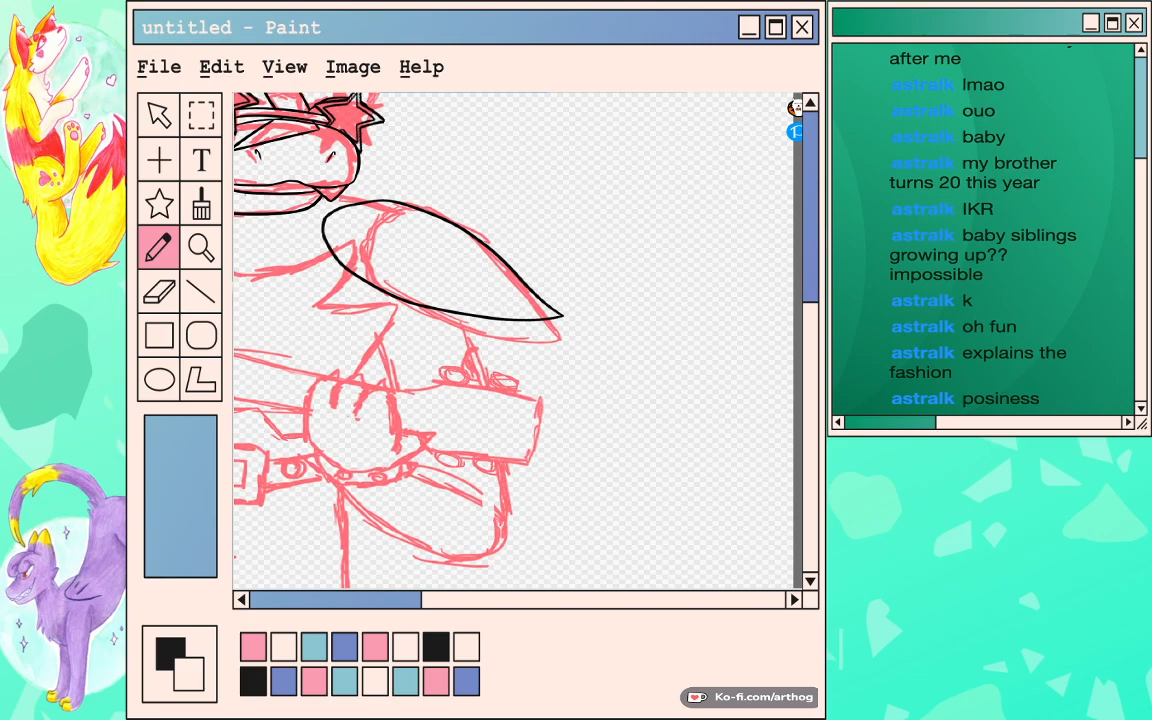 untitled - Paint
File Edit View Image Help
T
after me
astralk lmao
astralk ouo
astralk baby
astralk my brother
turns 20 this year
astralk IKR
astralk baby siblings
growing up??
impossible
astralk k
astralk oh fun
astralk explains the
fashion
astralk posiness
Ko-fi.com/arthog